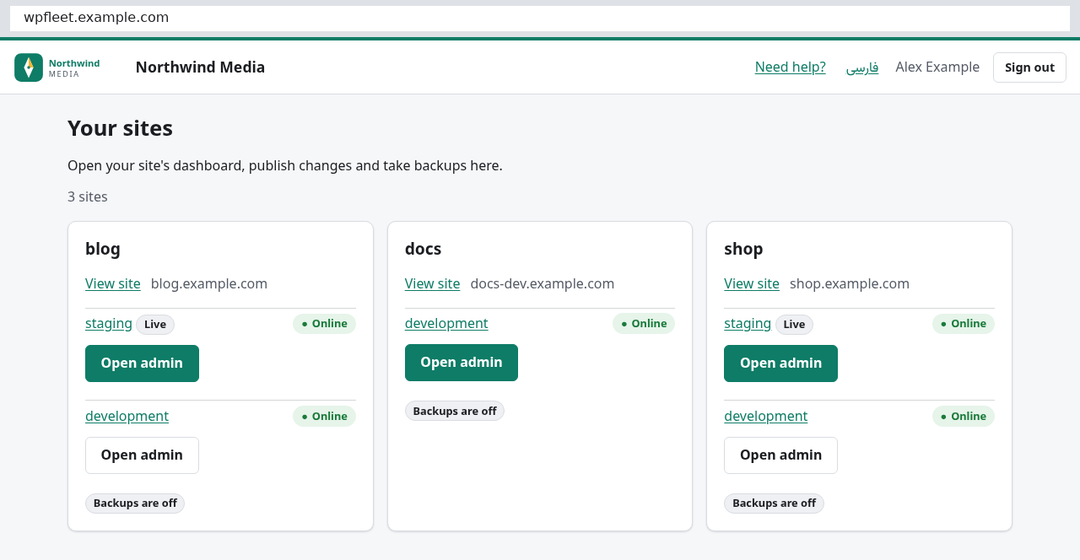 wpfleet.example.com
Northwind
MEDIA
Northwind Media
Need help?
فارسی
Alex Example
Sign out
Your sites
Open your site's dashboard, publish changes and take backups here.
3 sites
blog
View site blog.example.com
staging Live • Online
Open admin
development • Online
Open admin
Backups are off
docs
View site docs-dev.example.com
development • Online
Open admin
Backups are off
shop
View site shop.example.com
staging Live • Online
Open admin
development • Online
Open admin
Backups are off